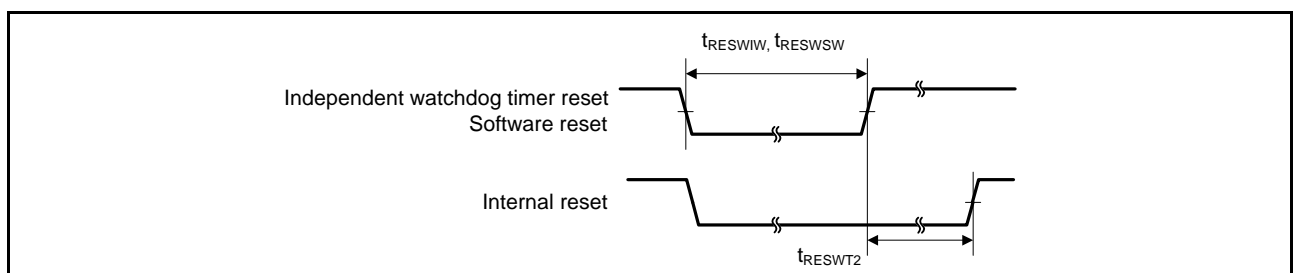 tRESWIW, tRESWSW
Independent watchdog timer reset
Software reset
Internal reset
tRESWT2